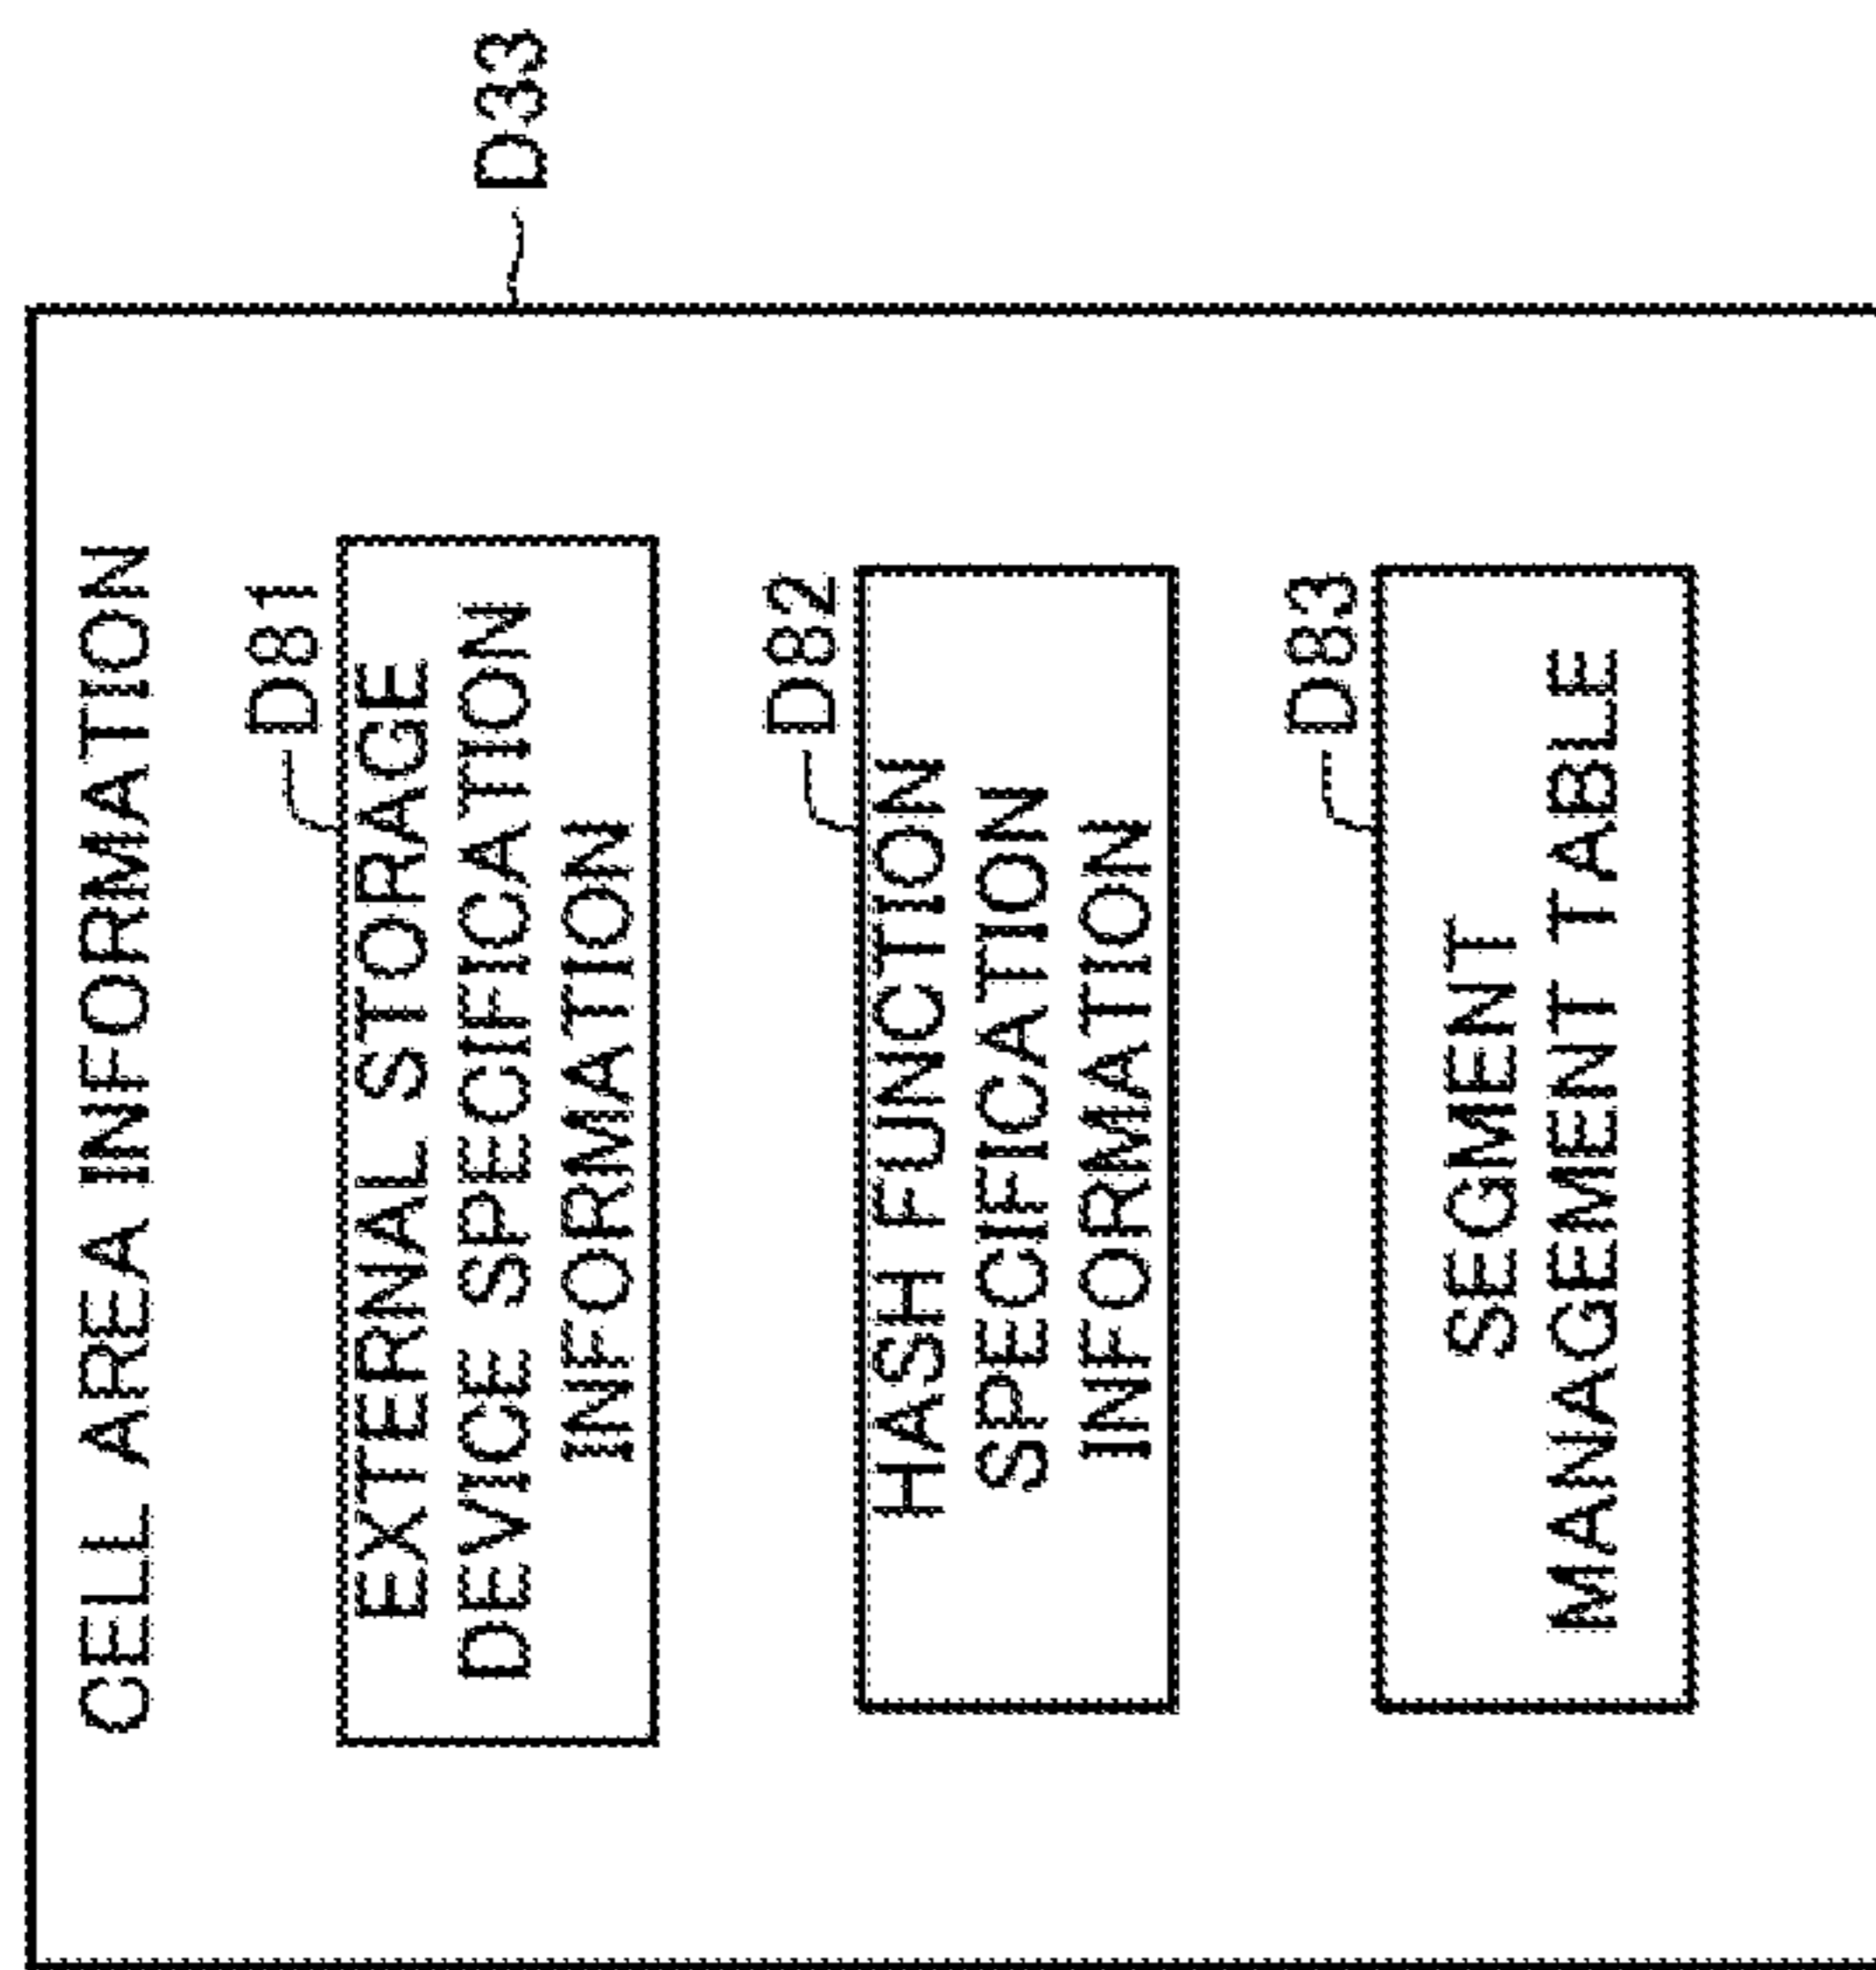 CELL AREA INFORMATION
D33
D81
EXTERNAL STORAGE
DEVICE SPECIFICATION
INFORMATION
D82
HASH FUNCTION
SPECIFICATION
INFORMATION
D83
SEGMENT
MANAGEMENT TABLE